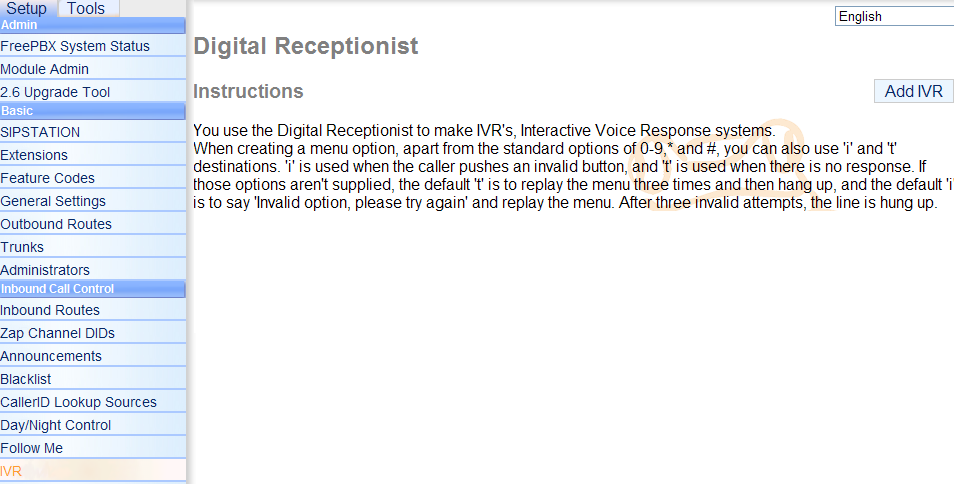 Setup Tools
Admin
FreePBX System Status
Module Admin
2.6 Upgrade Tool
Basic
SIPSTATION
Extensions
Feature Codes
General Settings
Outbound Routes
Trunks
Administrators
Inbound Call Control
Inbound Routes
Zap Channel DIDs
Announcements
Blacklist
CallerID Lookup Sources
Day/Night Control
Follow Me
IVR
English
Digital Receptionist
Instructions
Add IVR
You use the Digital Receptionist to make IVR's, Interactive Voice Response systems.
When creating a menu option, apart from the standard options of 0-9,* and #, you can also use 'i' and 't'
destinations. 'i' is used when the caller pushes an invalid button, and 't' is used when there is no response. If
those options aren't supplied, the default 't' is to replay the menu three times and then hang up, and the default 'i'
is to say 'Invalid option, please try again' and replay the menu. After three invalid attempts, the line is hung up.